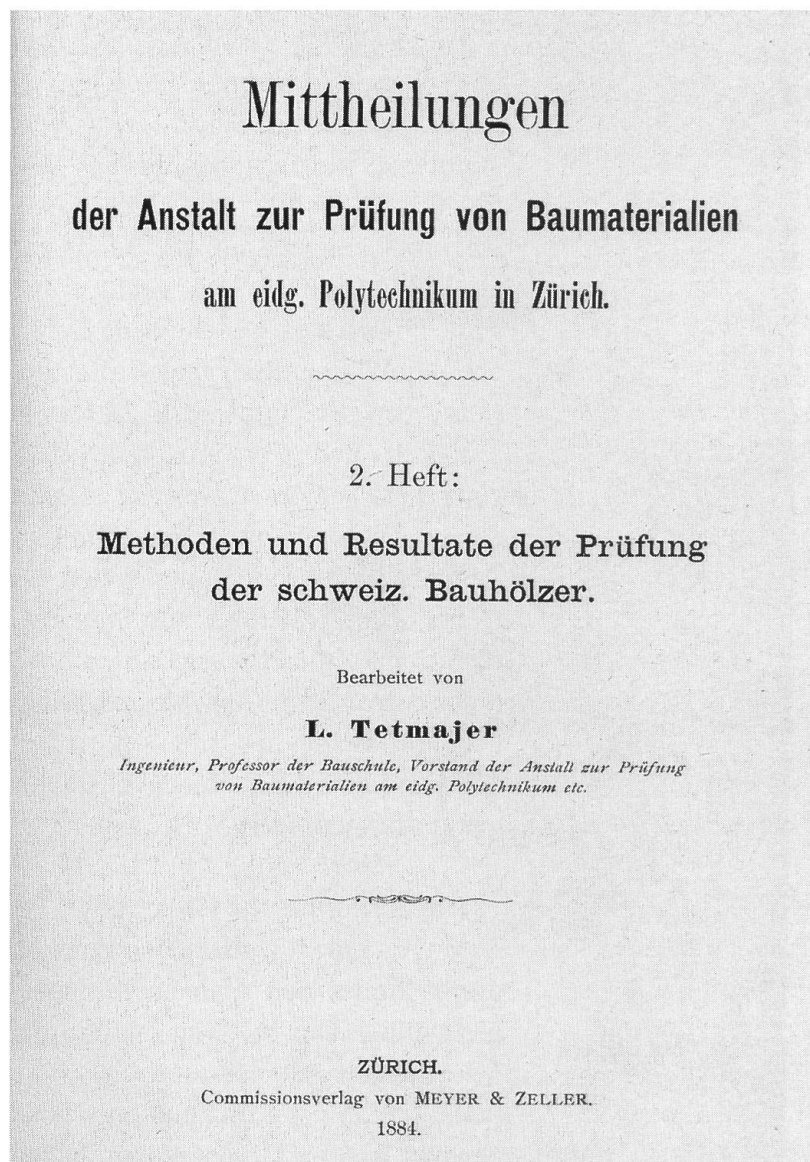 Mittheilungen
der Anstalt zur Prüfung von Baumaterialien
am eidg. Polytechnikum in Zürich.
2. Heft:
Methoden und Resultate der Prüfung
der schweiz. Bauhölzer.
Bearbeitet von
L. Tetmajer
Ingenieur, Professor der Bauschule, Vorstand der Anstalt zur Prüfung
von Baumaterialien am eidg. Polytechnikum etc.
ZÜRICH.
Commissionsverlag von MEYER & ZELLER.
1884.